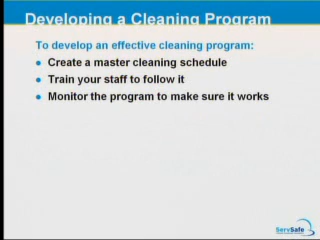 Developing a Cleaning Program
To develop an effective cleaning program:
Create a master cleaning schedule
Train your staff to follow it
Monitor the program to make sure it works
ServSafe